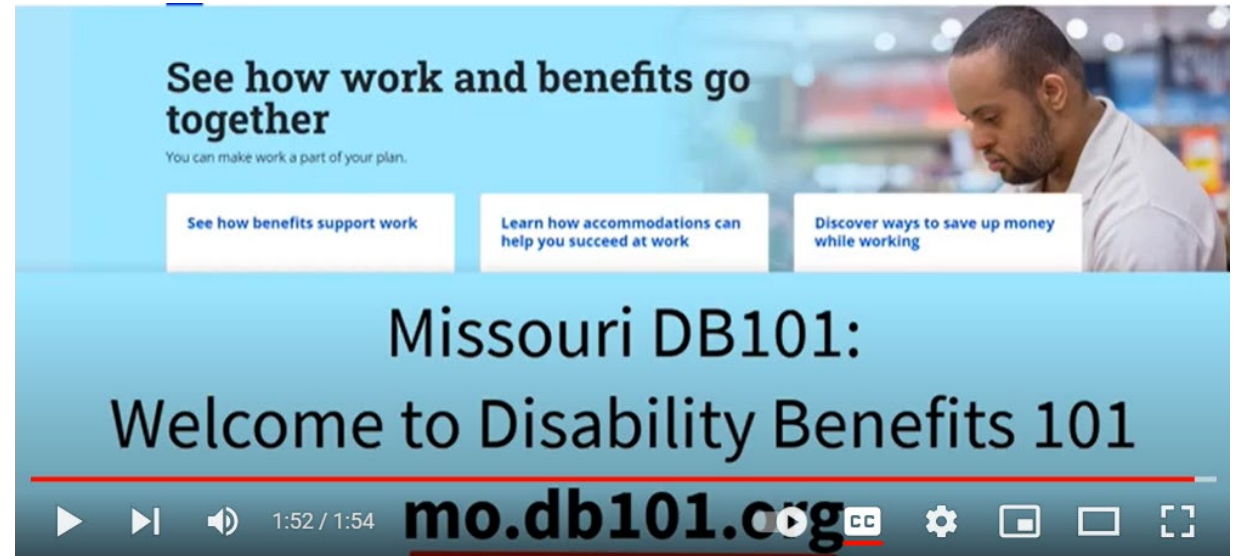 See how work and benefits go
together
You can make work a part of your plan.
See how benefits support work
Learn how accommodations can
help you succeed at work
Discover ways to save up money
while working
Missouri DB101:
Welcome to Disability Benefits 101
mo.db101.org
1:52 / 1:54
CC